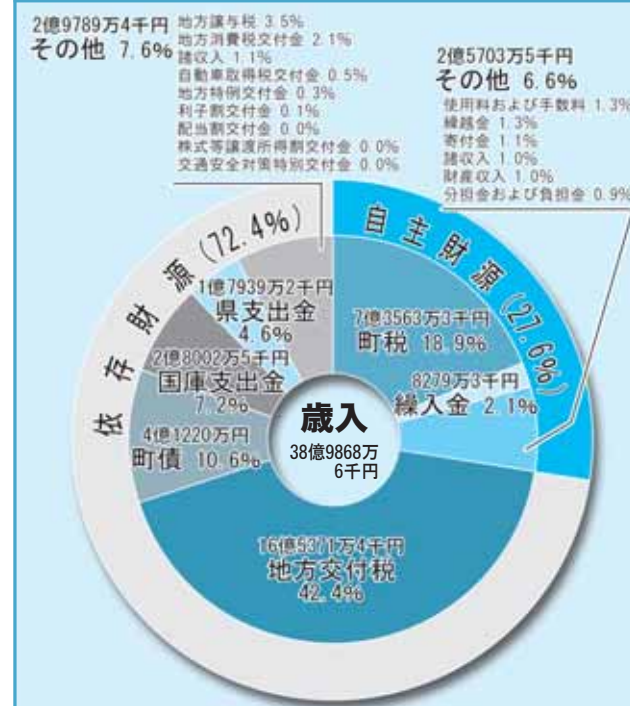 2億9789万4千円
その他 7.6%
地方譲与税 3.5%
地方消費税交付金 2.1%
諸収入 1.1%
自動車取得税交付金 0.5%
地方特例交付金 0.3%
利子割交付金 0.1%
配当割交付金 0.0%
株式等譲渡所得割交付金 0.0%
交通安全対策特別交付金 0.0%
2億5703万5千円
その他 6.6%
使用料および手数料 1.3%
繰越金 1.3%
寄付金 1.1%
諸収入 1.0%
財産収入 1.0%
分担金および負担金 0.9%
依存財源(72.4%)
自主財源(27.6%)
1億7939万2千円
県支出金
4.6%
7億3563万3千円
町税 18.9%
2億8002万5千円
国庫支出金
7.2%
8279万3千円
繰入金 2.1%
4億1220万円
町債 10.6%
歳入
38億9868万
6千円
16億5371万4千円
地方交付税
42.4%